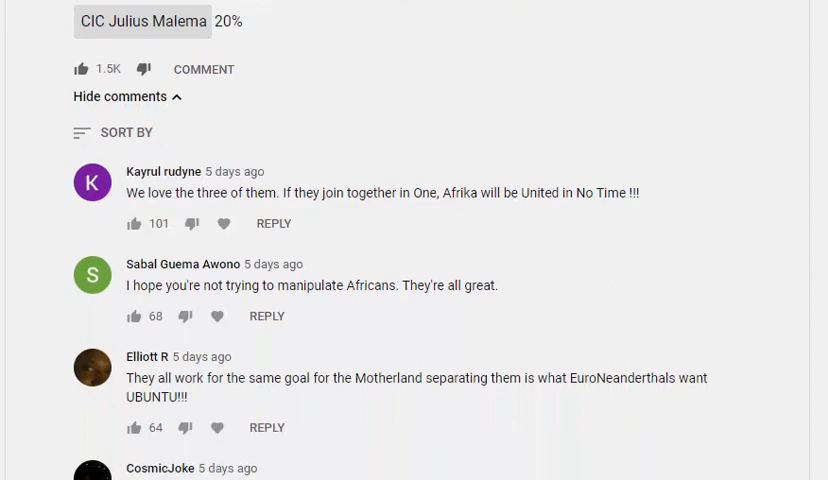 CIC Julius Malema 20%
1.5K COMMENT
Hide comments
SORT BY
K
Kayrul rudyne 5 days ago
We love the three of them. If they join together in One, Afrika will be United in No Time !!!
101 REPLY
S
Sabal Guema Awono 5 days ago
I hope you're not trying to manipulate Africans. They're all great.
68 REPLY
Elliott R 5 days ago
They all work for the same goal for the Motherland separating them is what EuroNeanderthals want
UBUNTU!!!
64 REPLY
CosmicJoke 5 days ago